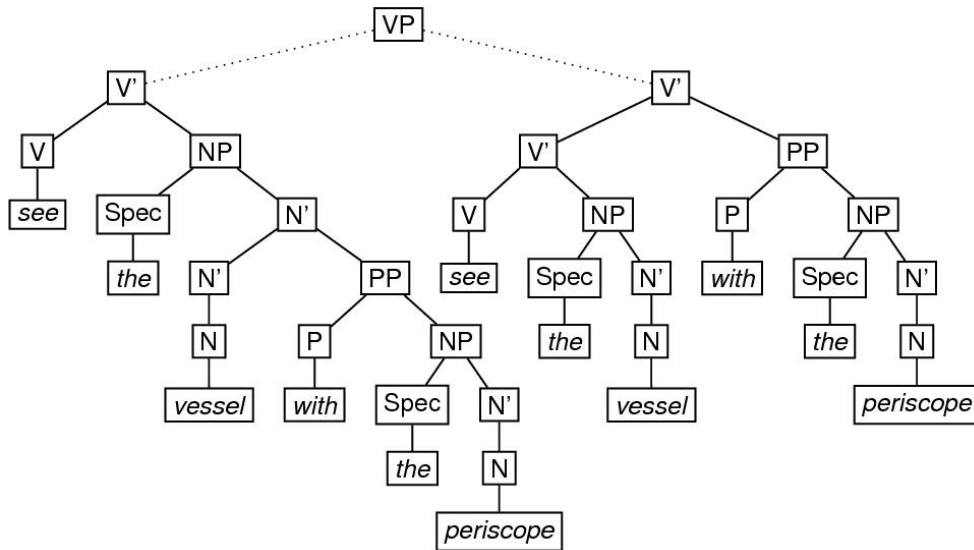 VP
V' V'
V NP V' PP
see Spec N' V NP P NP
the N' PP see Spec N' with Spec N'
N P NP the N the N
vessel with Spec N' vessel periscope
the N
periscope